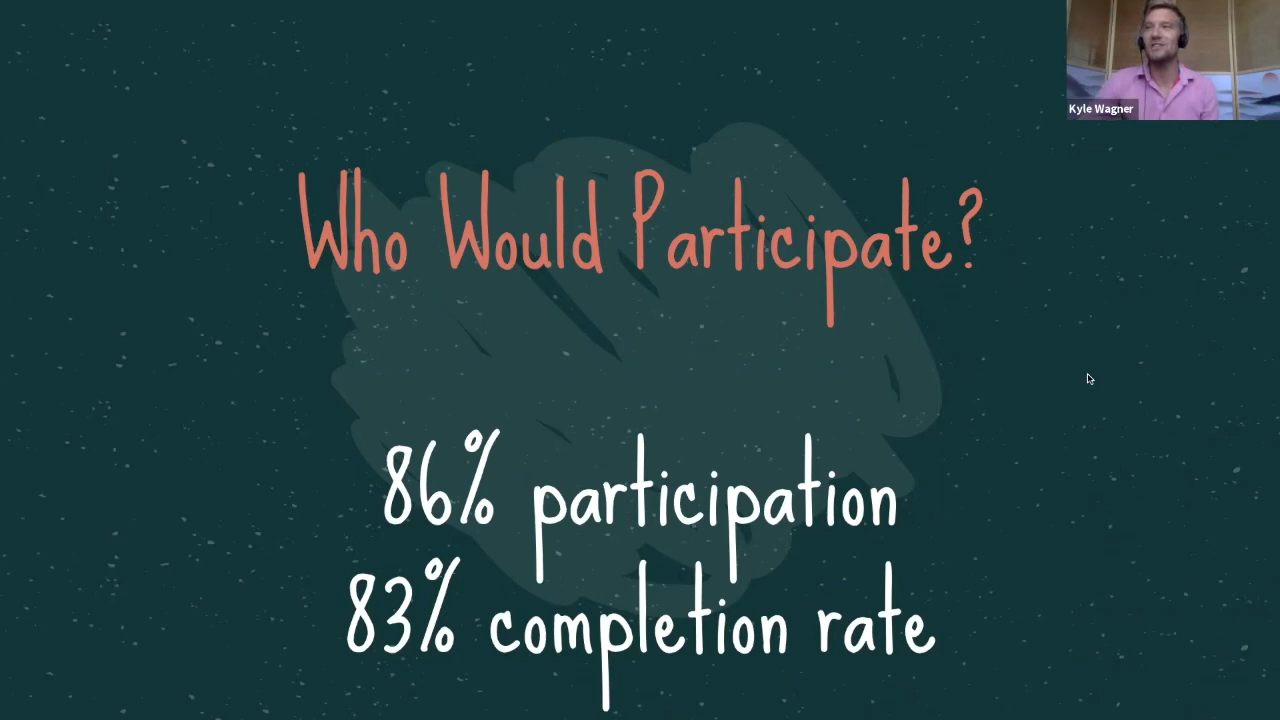 Kyle Wagner
Who Would Participate?
86% participation
83% completion rate